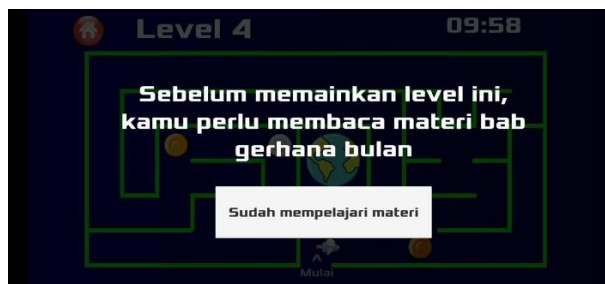 Level 4
09:58
Sebelum memainkan level ini,
kamu perlu membaca materi bab
gerhana bulan
Sudah mempelajari materi
Mulai